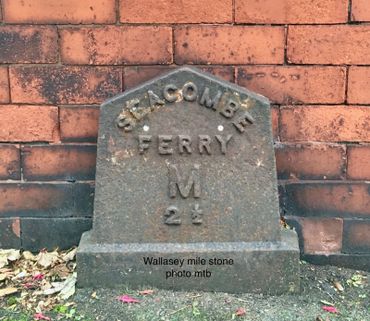 SEACOMBE
FERRY
M
2½
Wallasey mile stone
photo mtb